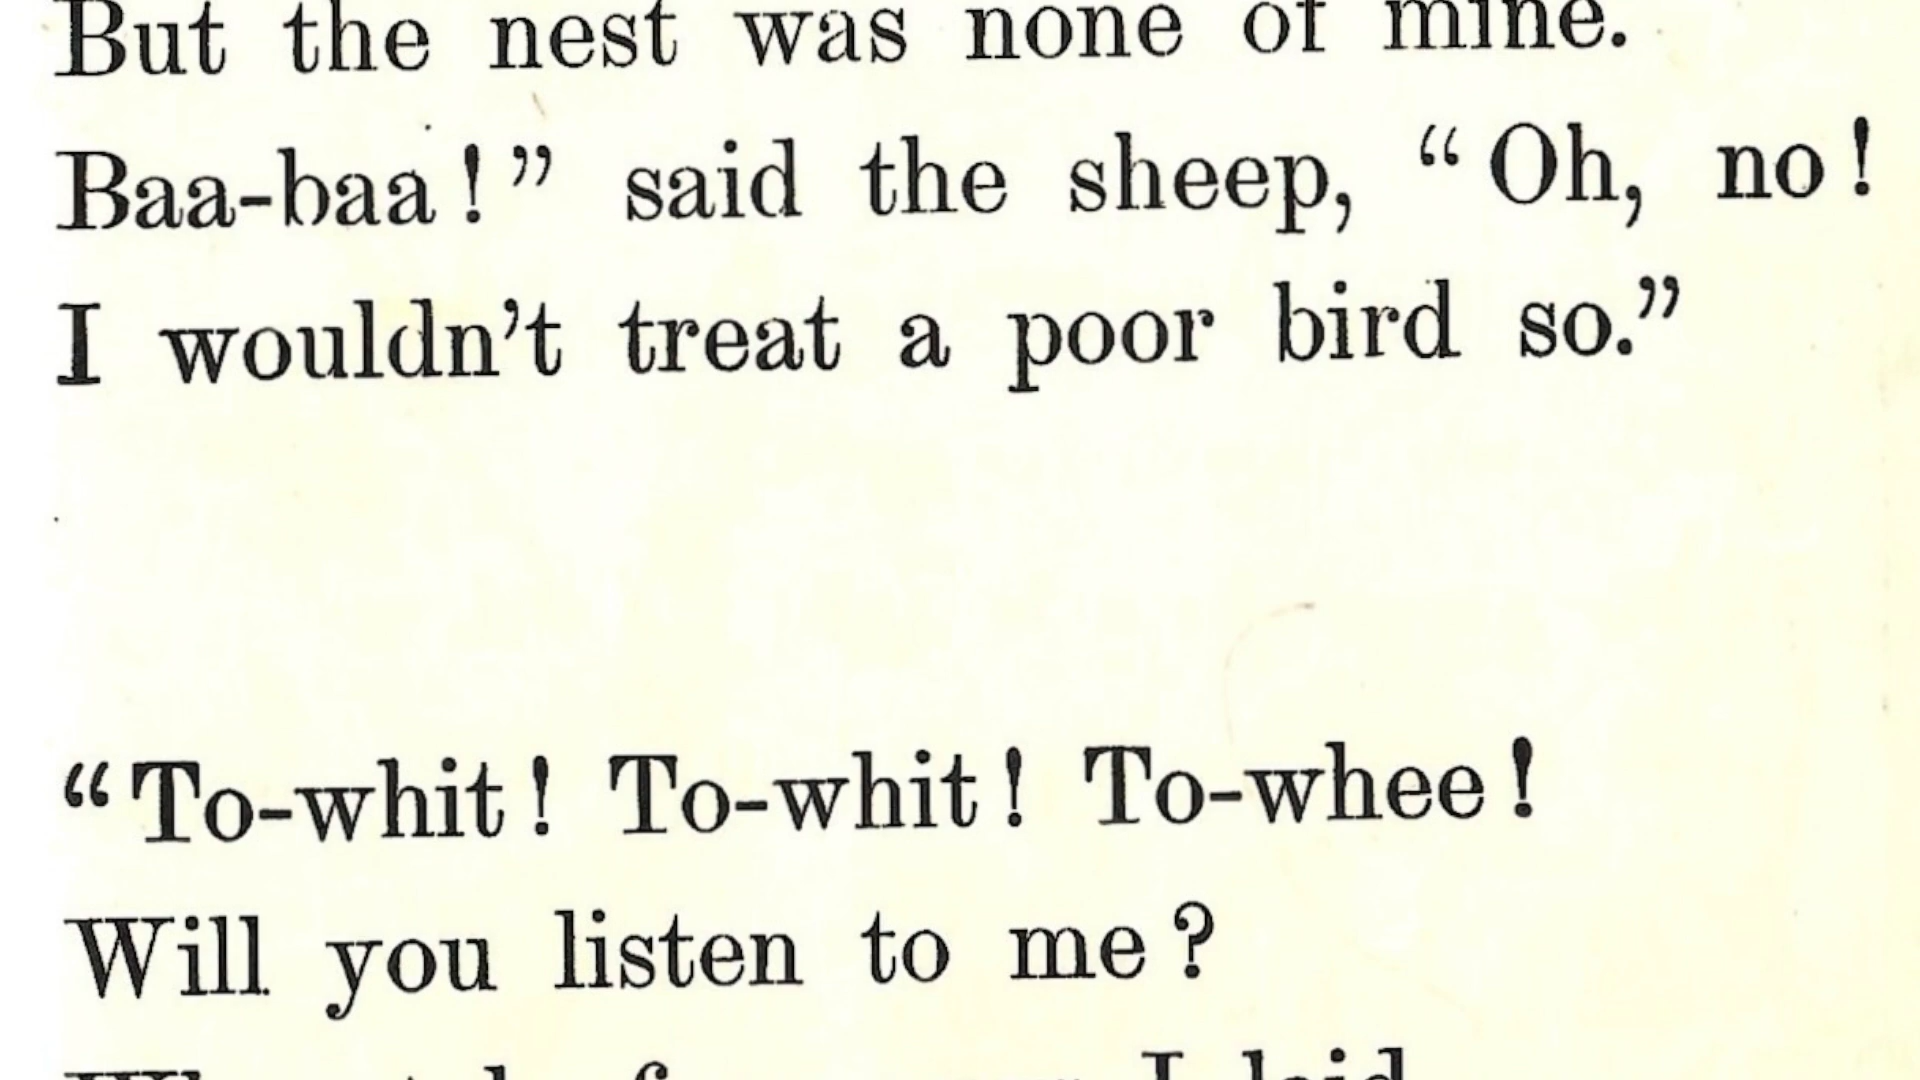 But the nest was none of mine.
Baa-baa!” said the sheep, “Oh, no!
I wouldn’t treat a poor bird so.”
“To-whit! To-whit! To-whee!
Will you listen to me?
I laid